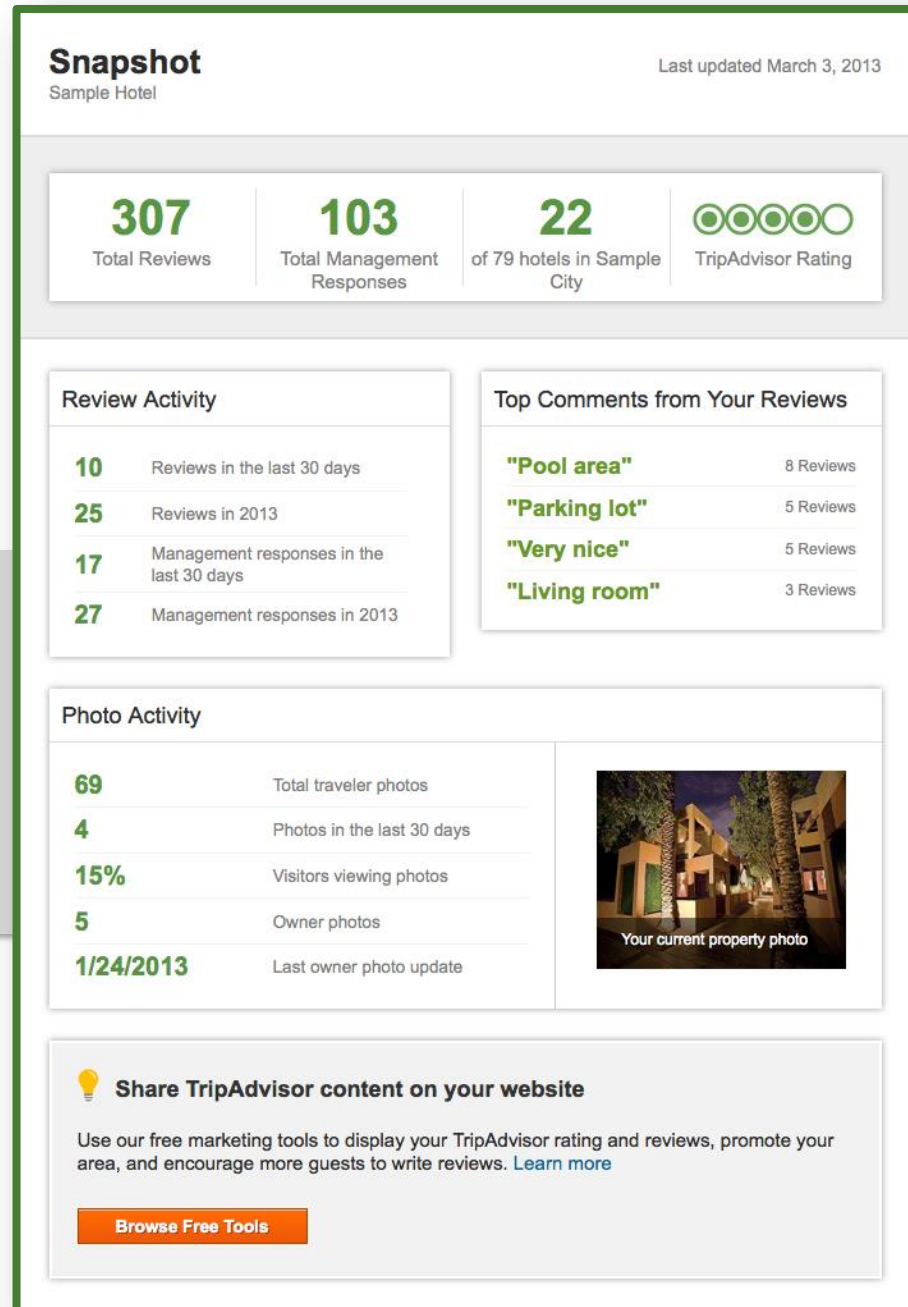 Snapshot
Sample Hotel
Last updated March 3, 2013
307
Total Reviews
103
Total Management
Responses
22
of 79 hotels in Sample
City
TripAdvisor Rating
Review Activity
10 Reviews in the last 30 days
25 Reviews in 2013
17 Management responses in the
last 30 days
27 Management responses in 2013
Top Comments from Your Reviews
"Pool area" 8 Reviews
"Parking lot" 5 Reviews
"Very nice" 5 Reviews
"Living room" 3 Reviews
Photo Activity
69 Total traveler photos
4 Photos in the last 30 days
15% Visitors viewing photos
5 Owner photos
1/24/2013 Last owner photo update
Your current property photo
Share TripAdvisor content on your website
Use our free marketing tools to display your TripAdvisor rating and reviews, promote your
area, and encourage more guests to write reviews. Learn more
Browse Free Tools